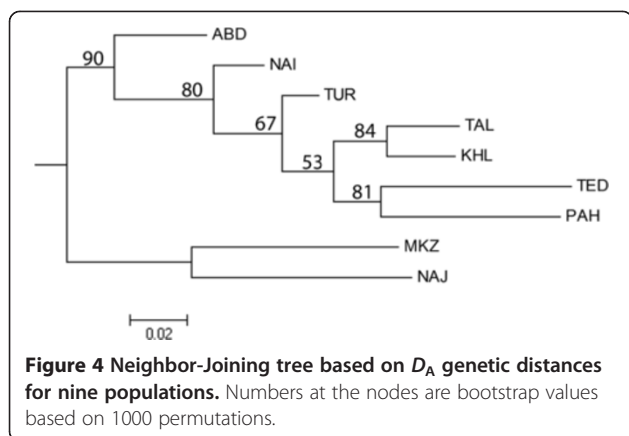 ABD
90
NAI
80
TUR
67
TAL
84
53
KHL
TED
81
PAH
MKZ
NAJ
0.02
Figure 4 Neighbor-Joining tree based on DA genetic distances
for nine populations. Numbers at the nodes are bootstrap values
based on 1000 permutations.